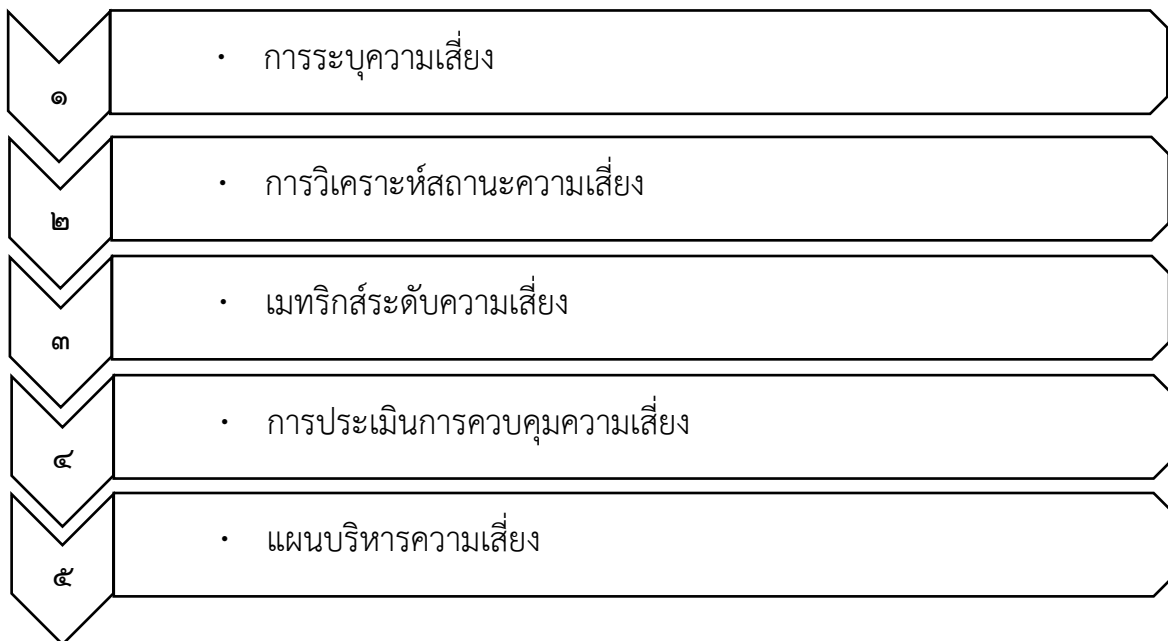 ๑ · การระบุความเสี่ยง
๒ · การวิเคราะห์สถานะความเสี่ยง
๓ · เมทริกส์ระดับความเสี่ยง
๔ · การประเมินการควบคุมความเสี่ยง
๕ · แผนบริหารความเสี่ยง